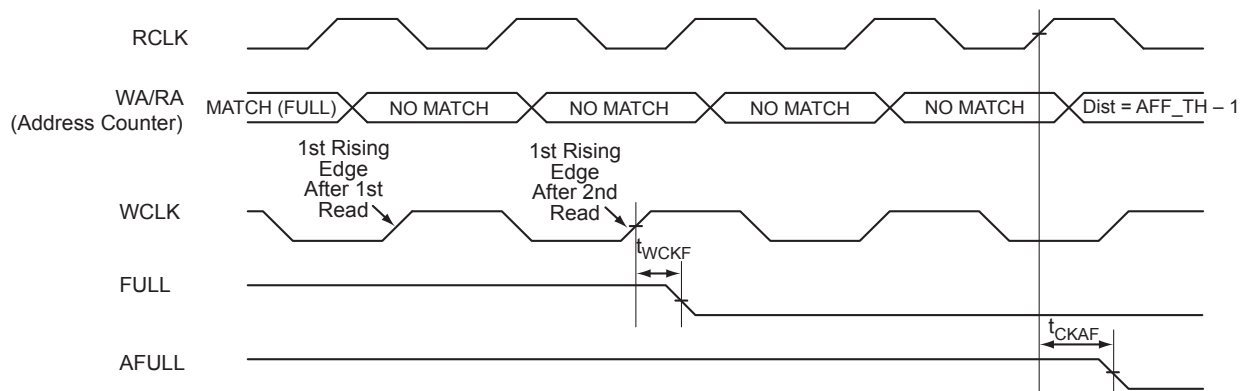 RCLK
WA/RA
(Address Counter)
MATCH (FULL)
NO MATCH
NO MATCH
NO MATCH
NO MATCH
Dist = AFF_TH – 1
1st Rising
Edge
After 1st
Read
1st Rising
Edge
After 2nd
Read
WCLK
tWCKF
FULL
tCKAF
AFULL